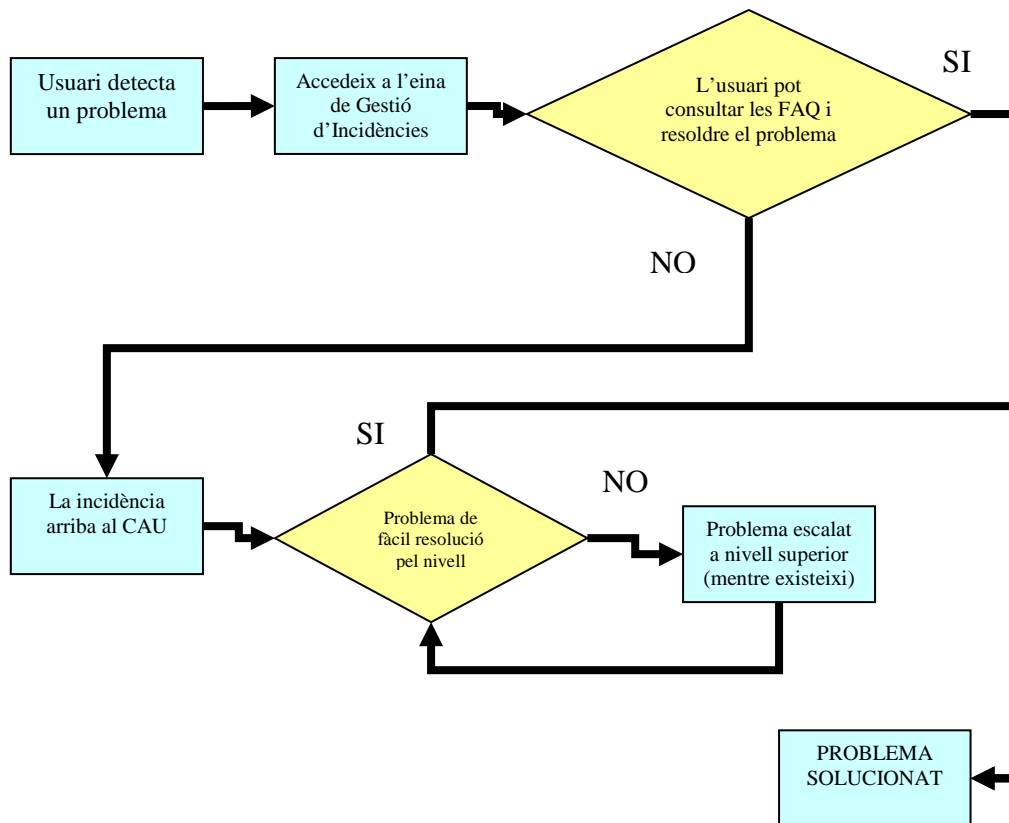 Usuari detecta
un problema
Accedeix a l'eina
de Gestió
d'Incidències
L'usuari pot
consultar les FAQ i
resoldre el problema
SI
NO
La incidència
arriba al CAU
SI
Problema de
fàcil resolució
pel nivell
NO
Problema escalat
a nivell superior
(mentre existeixi)
PROBLEMA
SOLUCIONAT